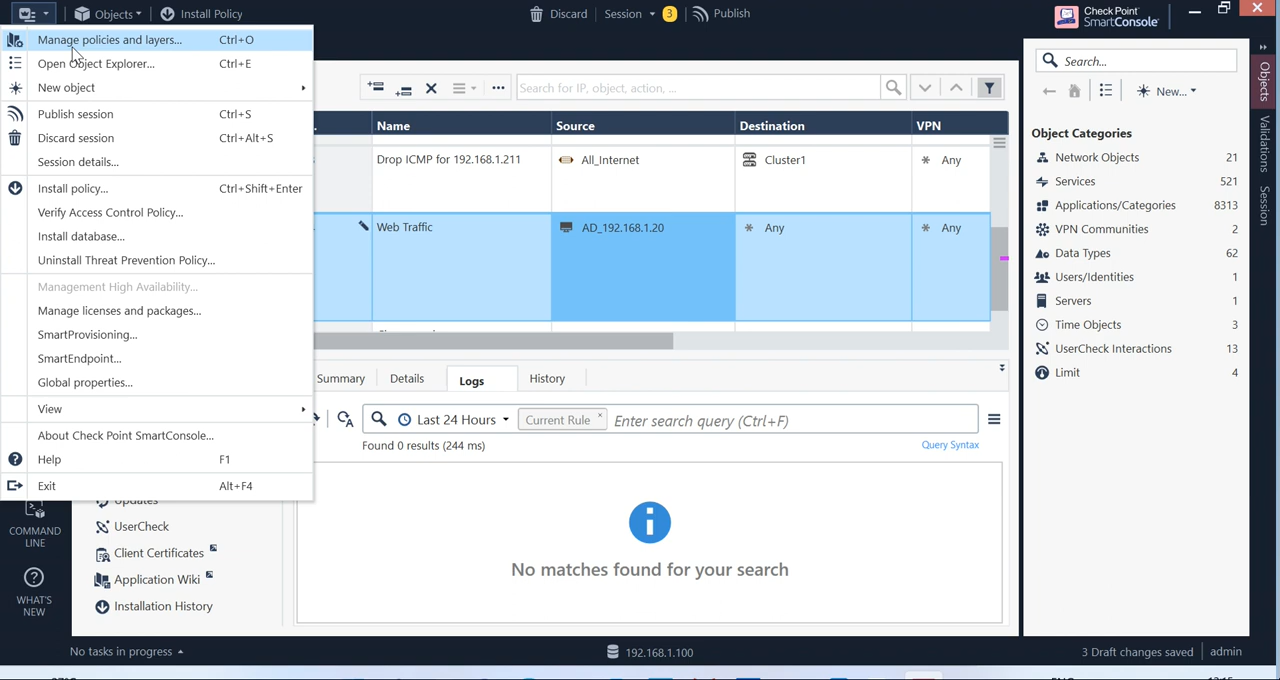 Objects
Install Policy
Discard
Session
3
Publish
Check Point
SmartConsole
Manage policies and layers... Ctrl+O
Open Object Explorer... Ctrl+E
New object
Publish session Ctrl+S
Discard session Ctrl+Alt+S
Session details...
Install policy... Ctrl+Shift+Enter
Verify Access Control Policy...
Install database...
Uninstall Threat Prevention Policy...
Management High Availability...
Manage licenses and packages...
SmartProvisioning...
SmartEndpoint...
Global properties...
View
About Check Point SmartConsole...
Help F1
Exit Alt+F4
Search for IP, object, action, ...
Name Source Destination VPN
Drop ICMP for 192.168.1.211 All_Internet Cluster1 * Any
Web Traffic AD_192.168.1.20 * Any * Any
Summary Details Logs History
Last 24 Hours Current Rule × Enter search query (Ctrl+F)
Found 0 results (244 ms) Query Syntax
No matches found for your search
Updates
UserCheck
Client Certificates
Application Wiki
Installation History
COMMAND
LINE
WHAT'S
NEW
Search...
New...
Object Categories
Network Objects 21
Services 521
Applications/Categories 8313
VPN Communities 2
Data Types 62
Users/Identities 1
Servers 1
Time Objects 3
UserCheck Interactions 13
Limit 4
Objects
Validations
Session
No tasks in progress
192.168.1.100
3 Draft changes saved
admin